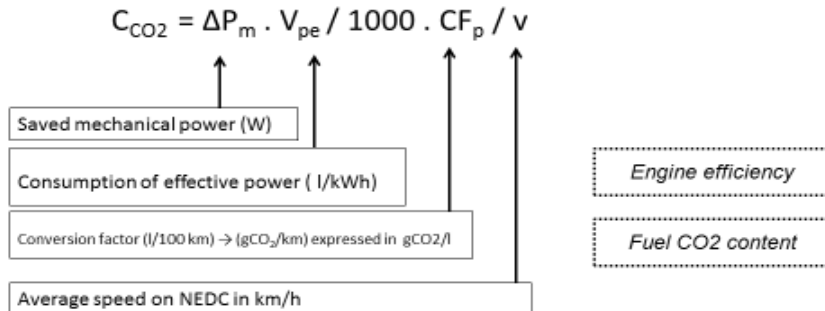 C_CO2 = ΔP_m . V_pe / 1000 . CF_p / v
Saved mechanical power (W)
Consumption of effective power ( l/kWh)
Engine efficiency
Conversion factor (l/100 km) → (gCO₂/km) expressed in gCO2/l
Fuel CO2 content
Average speed on NEDC in km/h